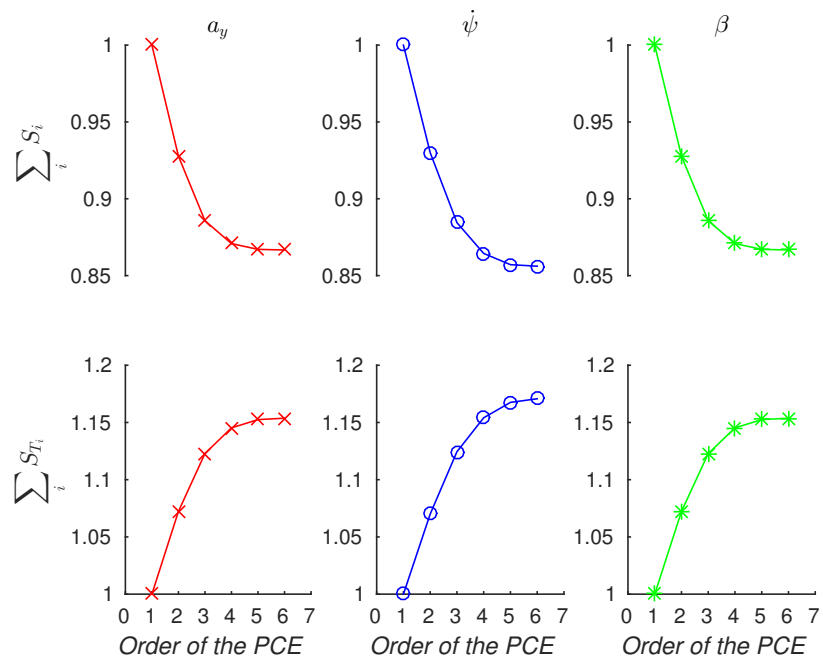 a_y ψ̇ β
1 1 1
0.95 0.95 0.95
∑_i S_i
0.9 0.9 0.9
0.85 0.85 0.85
1.2 1.2 1.2
1.15 1.15 1.15
∑_i S_{T_i}
1.1 1.1 1.1
1.05 1.05 1.05
1 1 1
0 1 2 3 4 5 6 7 0 1 2 3 4 5 6 7 0 1 2 3 4 5 6 7
Order of the PCE Order of the PCE Order of the PCE